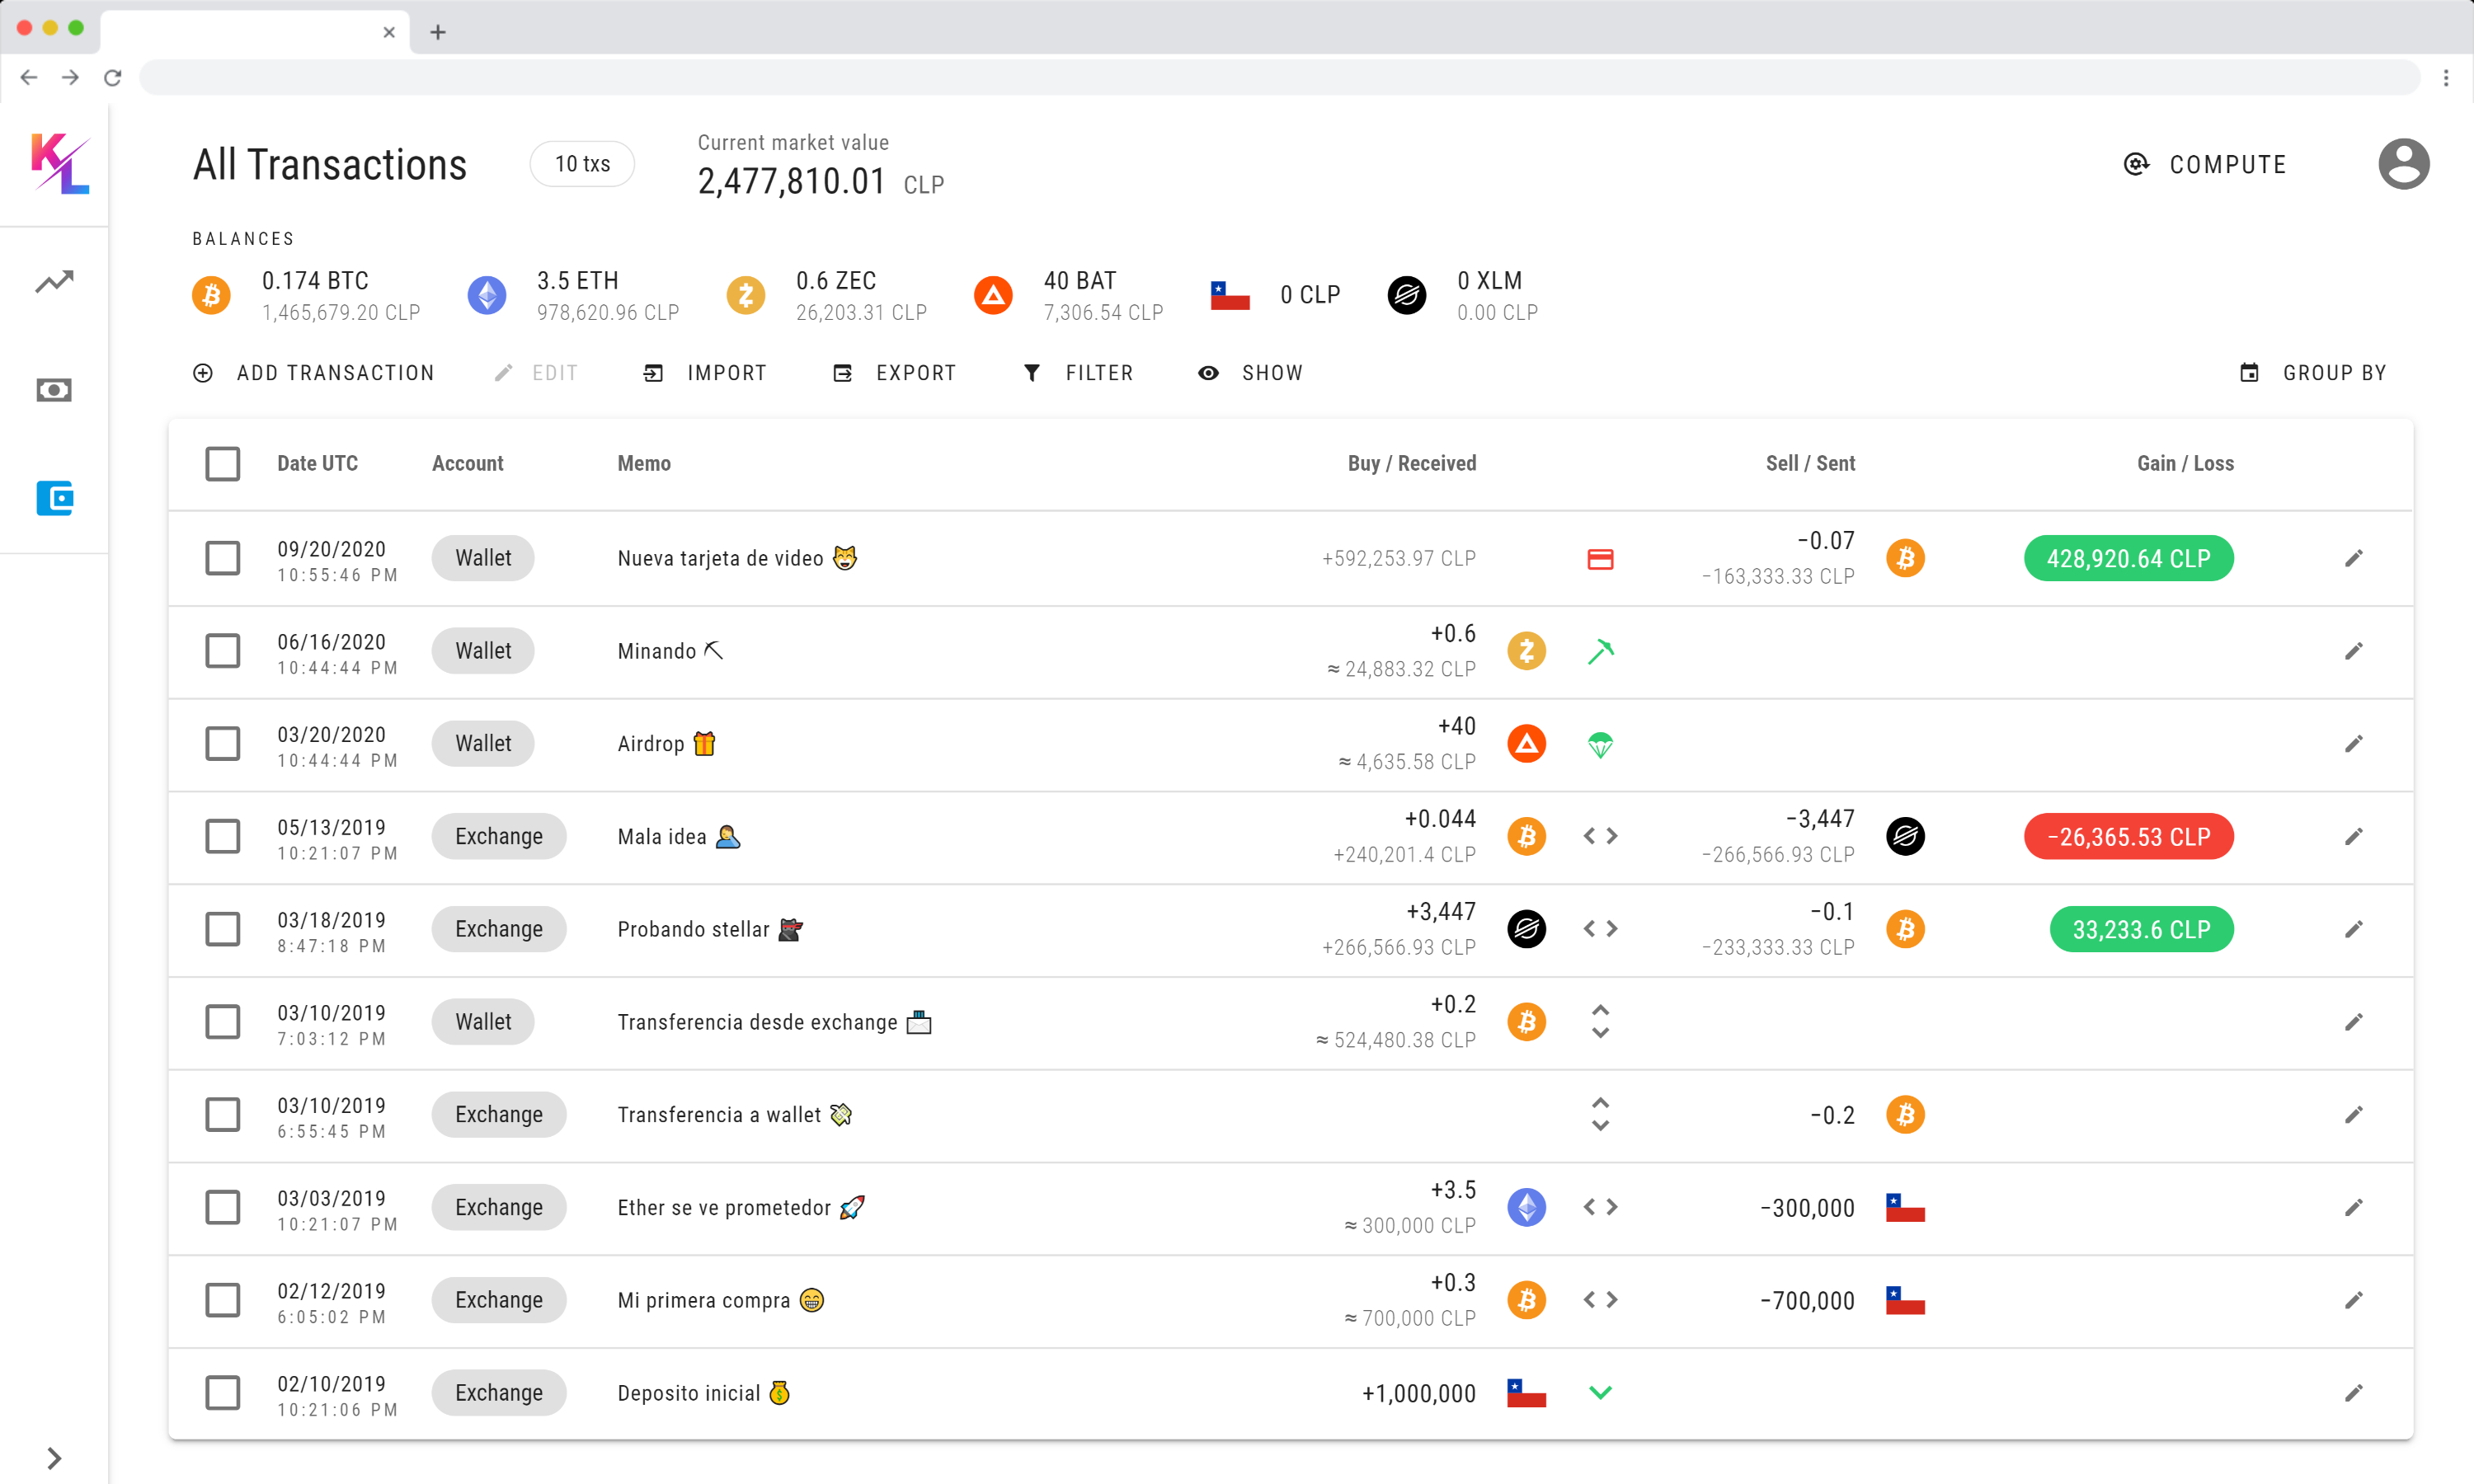 KL
All Transactions
10 txs
Current market value
2,477,810.01 CLP
COMPUTE
BALANCES
0.174 BTC
1,465,679.20 CLP
3.5 ETH
978,620.96 CLP
0.6 ZEC
26,203.31 CLP
40 BAT
7,306.54 CLP
0 CLP
0 XLM
0.00 CLP
ADD TRANSACTION EDIT IMPORT EXPORT FILTER SHOW GROUP BY
Date UTC Account Memo Buy / Received Sell / Sent Gain / Loss
09/20/2020
10:55:46 PM
Wallet
Nueva tarjeta de video 😸
+592,253.97 CLP
−0.07
−163,333.33 CLP
428,920.64 CLP
06/16/2020
10:44:44 PM
Wallet
Minando ⛏
+0.6
≈ 24,883.32 CLP
03/20/2020
10:44:44 PM
Wallet
Airdrop 🎁
+40
≈ 4,635.58 CLP
05/13/2019
10:21:07 PM
Exchange
Mala idea 🤦‍♂️
+0.044
+240,201.4 CLP
−3,447
−266,566.93 CLP
−26,365.53 CLP
03/18/2019
8:47:18 PM
Exchange
Probando stellar 🐱‍👤
+3,447
+266,566.93 CLP
−0.1
−233,333.33 CLP
33,233.6 CLP
03/10/2019
7:03:12 PM
Wallet
Transferencia desde exchange 📩
+0.2
≈ 524,480.38 CLP
03/10/2019
6:55:45 PM
Exchange
Transferencia a wallet 💸
−0.2
03/03/2019
10:21:07 PM
Exchange
Ether se ve prometedor 🚀
+3.5
≈ 300,000 CLP
−300,000
02/12/2019
6:05:02 PM
Exchange
Mi primera compra 😁
+0.3
≈ 700,000 CLP
−700,000
02/10/2019
10:21:06 PM
Exchange
Deposito inicial 💰
+1,000,000